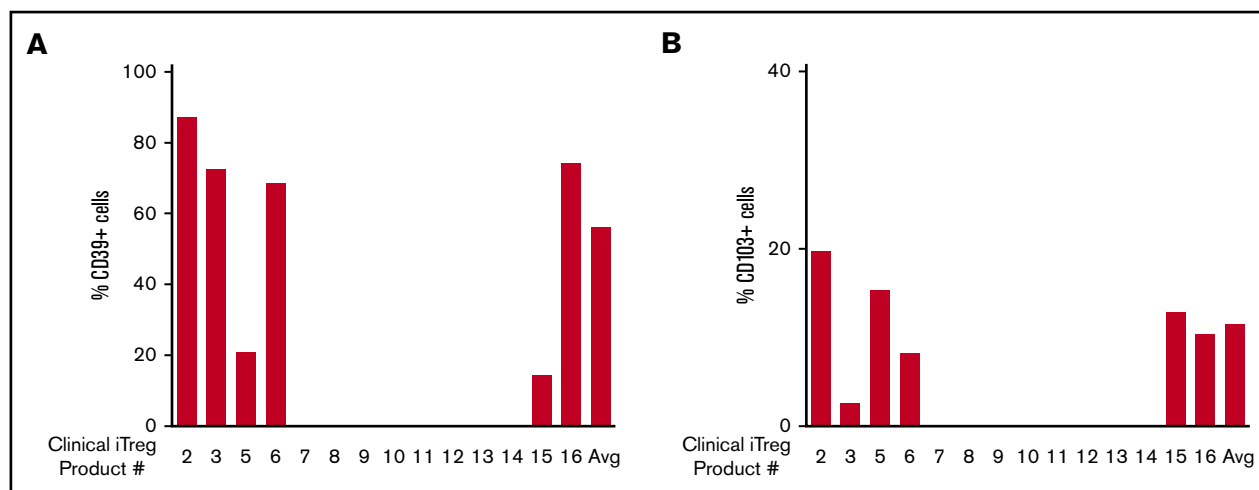 A
100
80
60
40
20
0
% CD39+ cells
Clinical iTreg
Product #
2 3 5 6 7 8 9 10 11 12 13 14 15 16 Avg
B
40
20
0
% CD103+ cells
Clinical iTreg
Product #
2 3 5 6 7 8 9 10 11 12 13 14 15 16 Avg